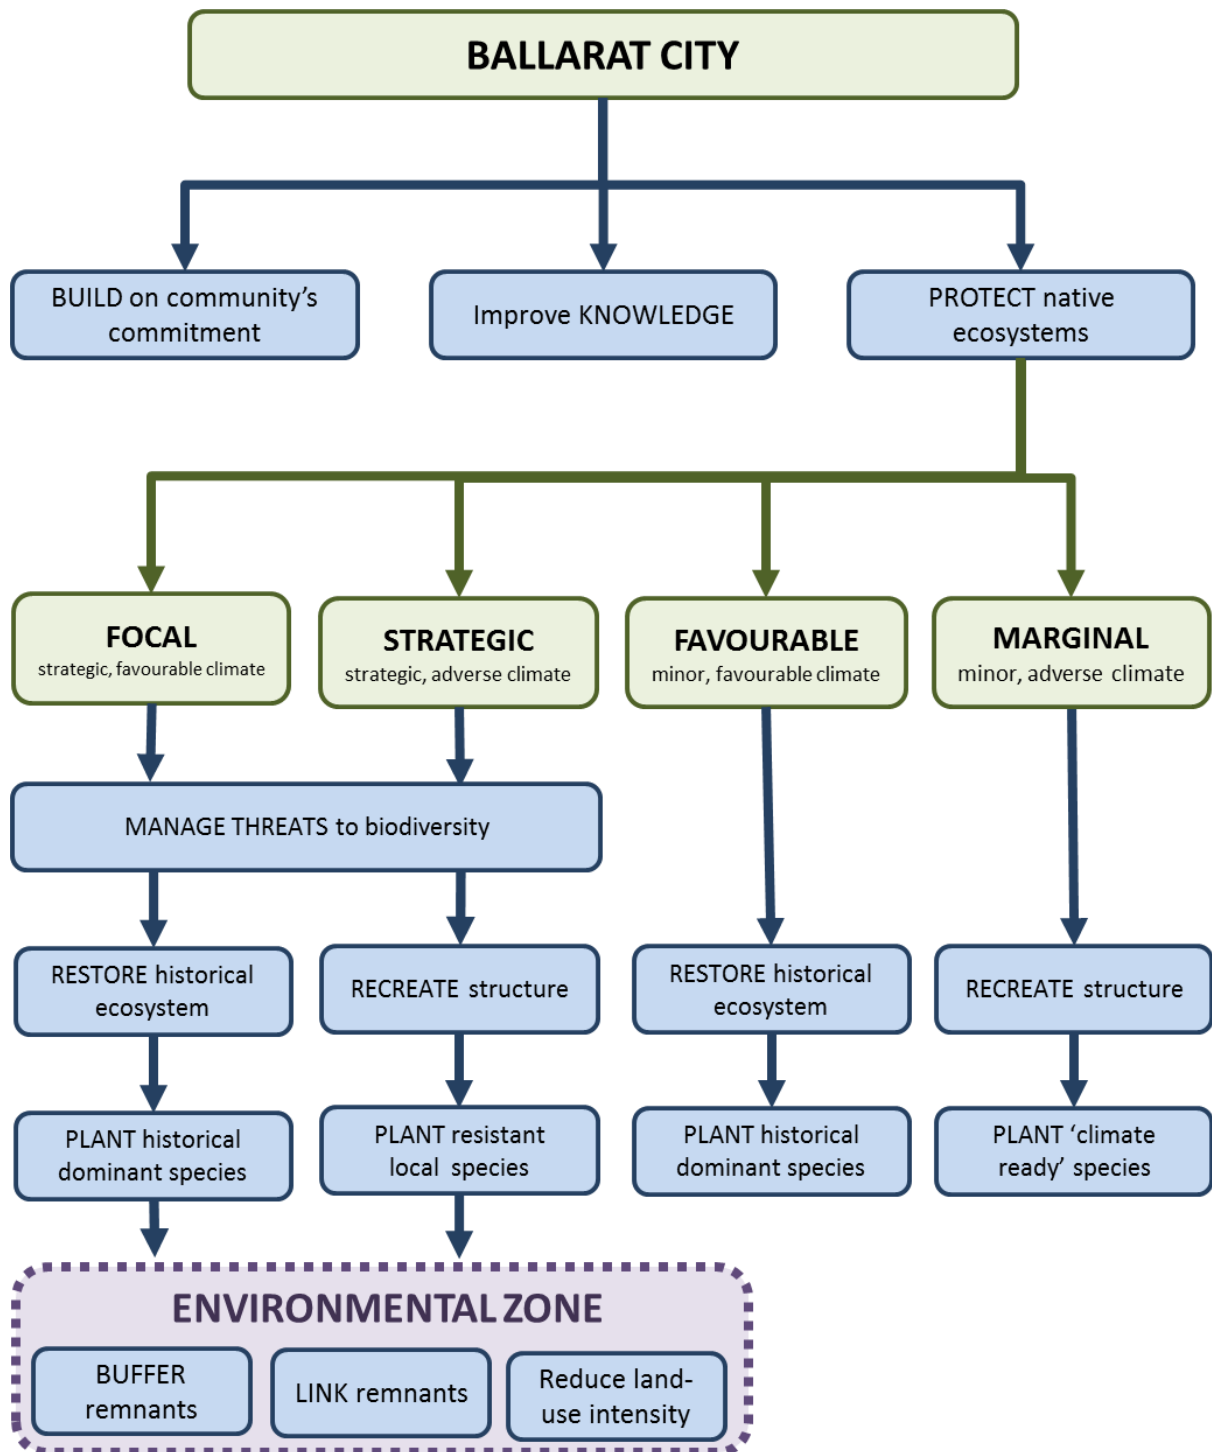 BALLARAT CITY
BUILD on community's
commitment
Improve KNOWLEDGE
PROTECT native
ecosystems
FOCAL
strategic, favourable climate
STRATEGIC
strategic, adverse climate
FAVOURABLE
minor, favourable climate
MARGINAL
minor, adverse climate
MANAGE THREATS to biodiversity
RESTORE historical
ecosystem
RECREATE structure
RESTORE historical
ecosystem
RECREATE structure
PLANT historical
dominant species
PLANT resistant
local species
PLANT historical
dominant species
PLANT ‘climate
ready’ species
ENVIRONMENTAL ZONE
BUFFER
remnants
LINK remnants
Reduce land-
use intensity